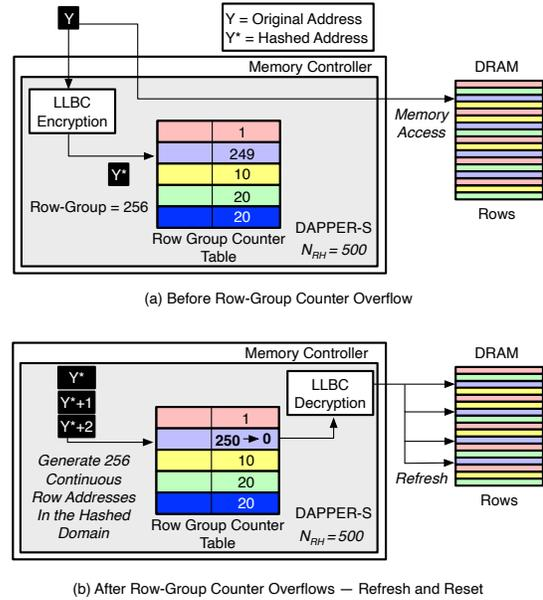 Y
Y = Original Address
Y* = Hashed Address
Memory Controller
DRAM
LLBC
Encryption
Memory
Access
Y*
1
249
10
20
20
Row-Group = 256
DAPPER-S
N_RH = 500
Row Group Counter
Table
Rows
(a) Before Row-Group Counter Overflow
Memory Controller
DRAM
Y*
Y*+1
Y*+2
LLBC
Decryption
1
250 → 0
10
20
20
Generate 256
Continuous
Row Addresses
In the Hashed
Domain
Refresh
DAPPER-S
N_RH = 500
Row Group Counter
Table
Rows
(b) After Row-Group Counter Overflows — Refresh and Reset